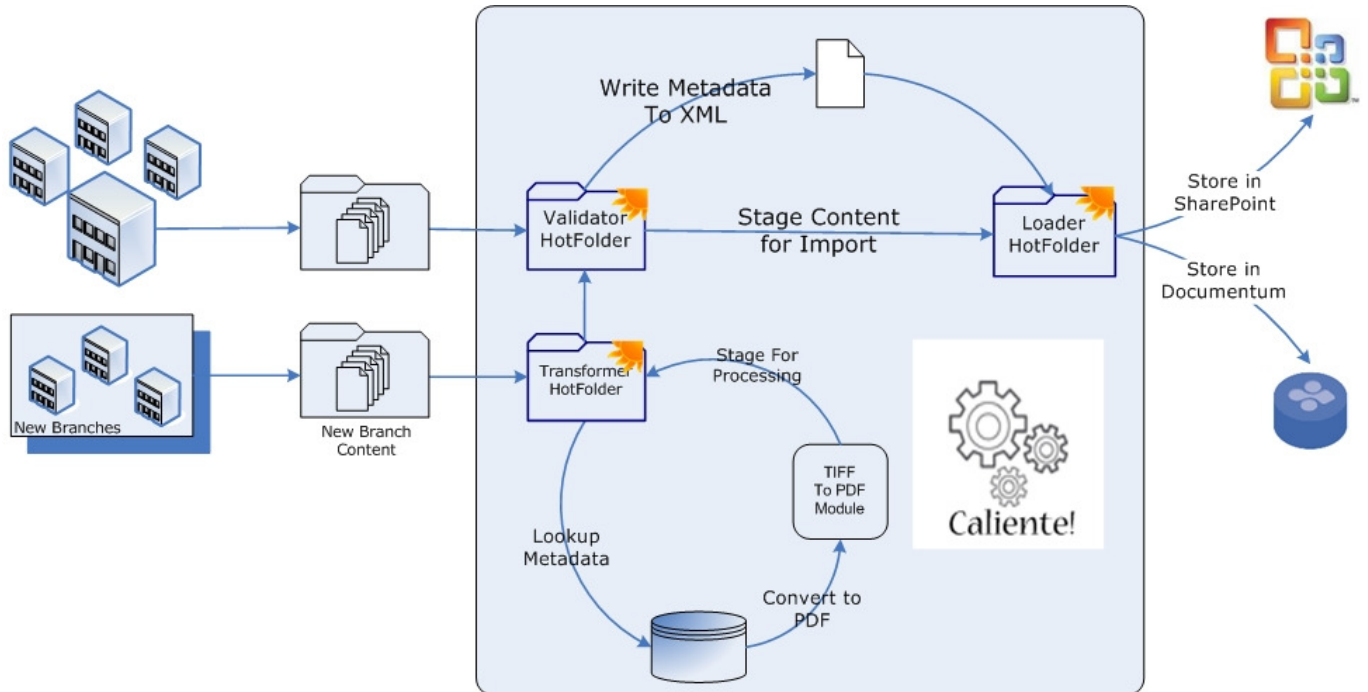 Write Metadata
To XML
Store in
SharePoint
Validator
HotFolder
Stage Content
for Import
Loader
HotFolder
Store in
Documentum
New Branches
New Branch
Content
Transformer
HotFolder
Stage For
Processing
TIFF
To PDF
Module
Caliente!
Lookup
Metadata
Convert to
PDF
TM